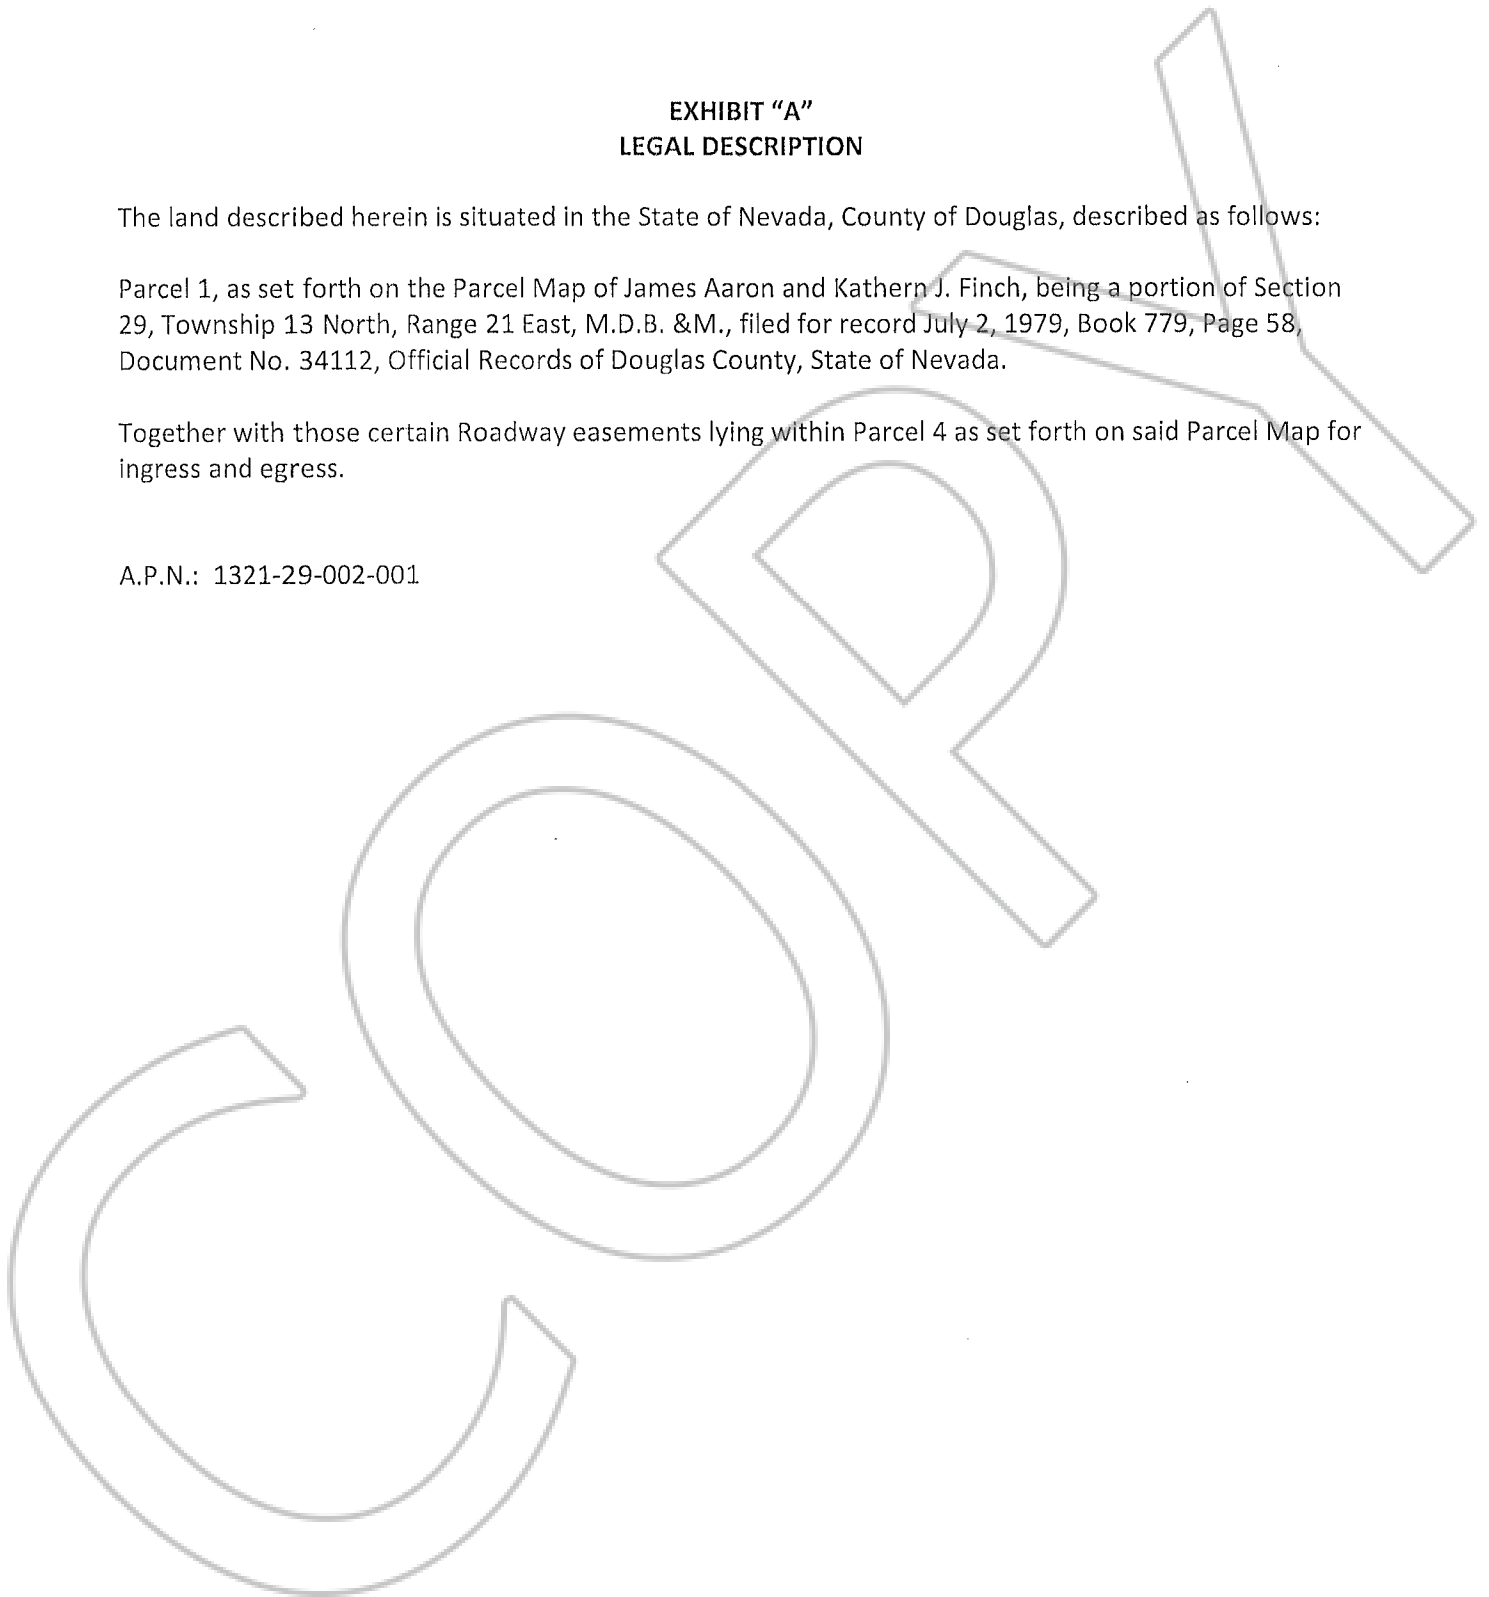 EXHIBIT “A”
LEGAL DESCRIPTION
The land described herein is situated in the State of Nevada, County of Douglas, described as follows:
Parcel 1, as set forth on the Parcel Map of James Aaron and Kathern J. Finch, being a portion of Section
29, Township 13 North, Range 21 East, M.D.B. &M., filed for record July 2, 1979, Book 779, Page 58,
Document No. 34112, Official Records of Douglas County, State of Nevada.
Together with those certain Roadway easements lying within Parcel 4 as set forth on said Parcel Map for
ingress and egress.
A.P.N.: 1321-29-002-001
COPY